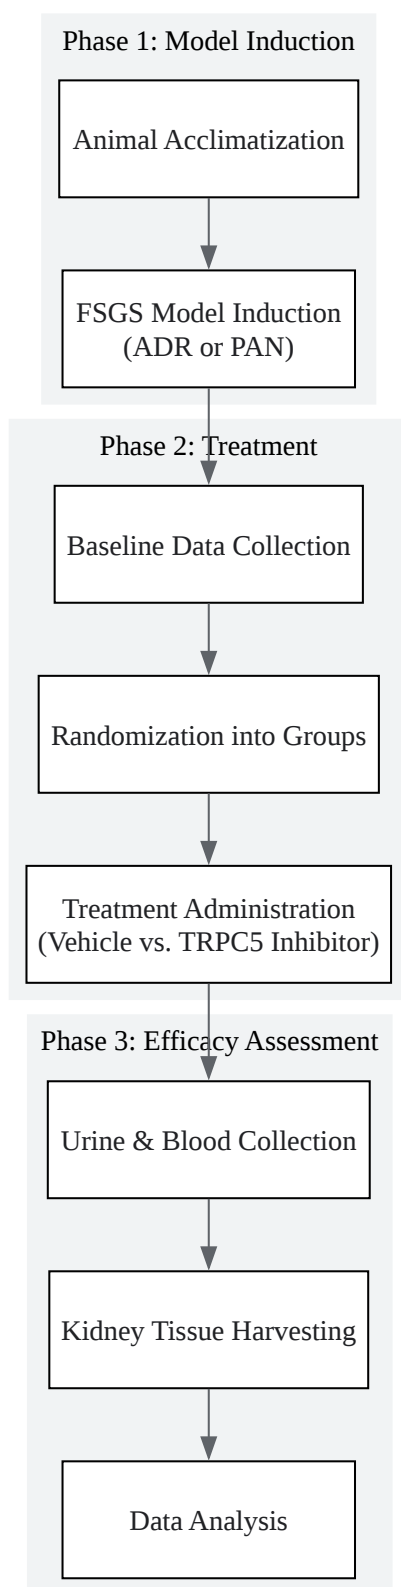 Phase 1: Model Induction
Animal Acclimatization
FSGS Model Induction
(ADR or PAN)
Phase 2: Treatment
Baseline Data Collection
Randomization into Groups
Treatment Administration
(Vehicle vs. TRPC5 Inhibitor)
Phase 3: Efficacy Assessment
Urine & Blood Collection
Kidney Tissue Harvesting
Data Analysis